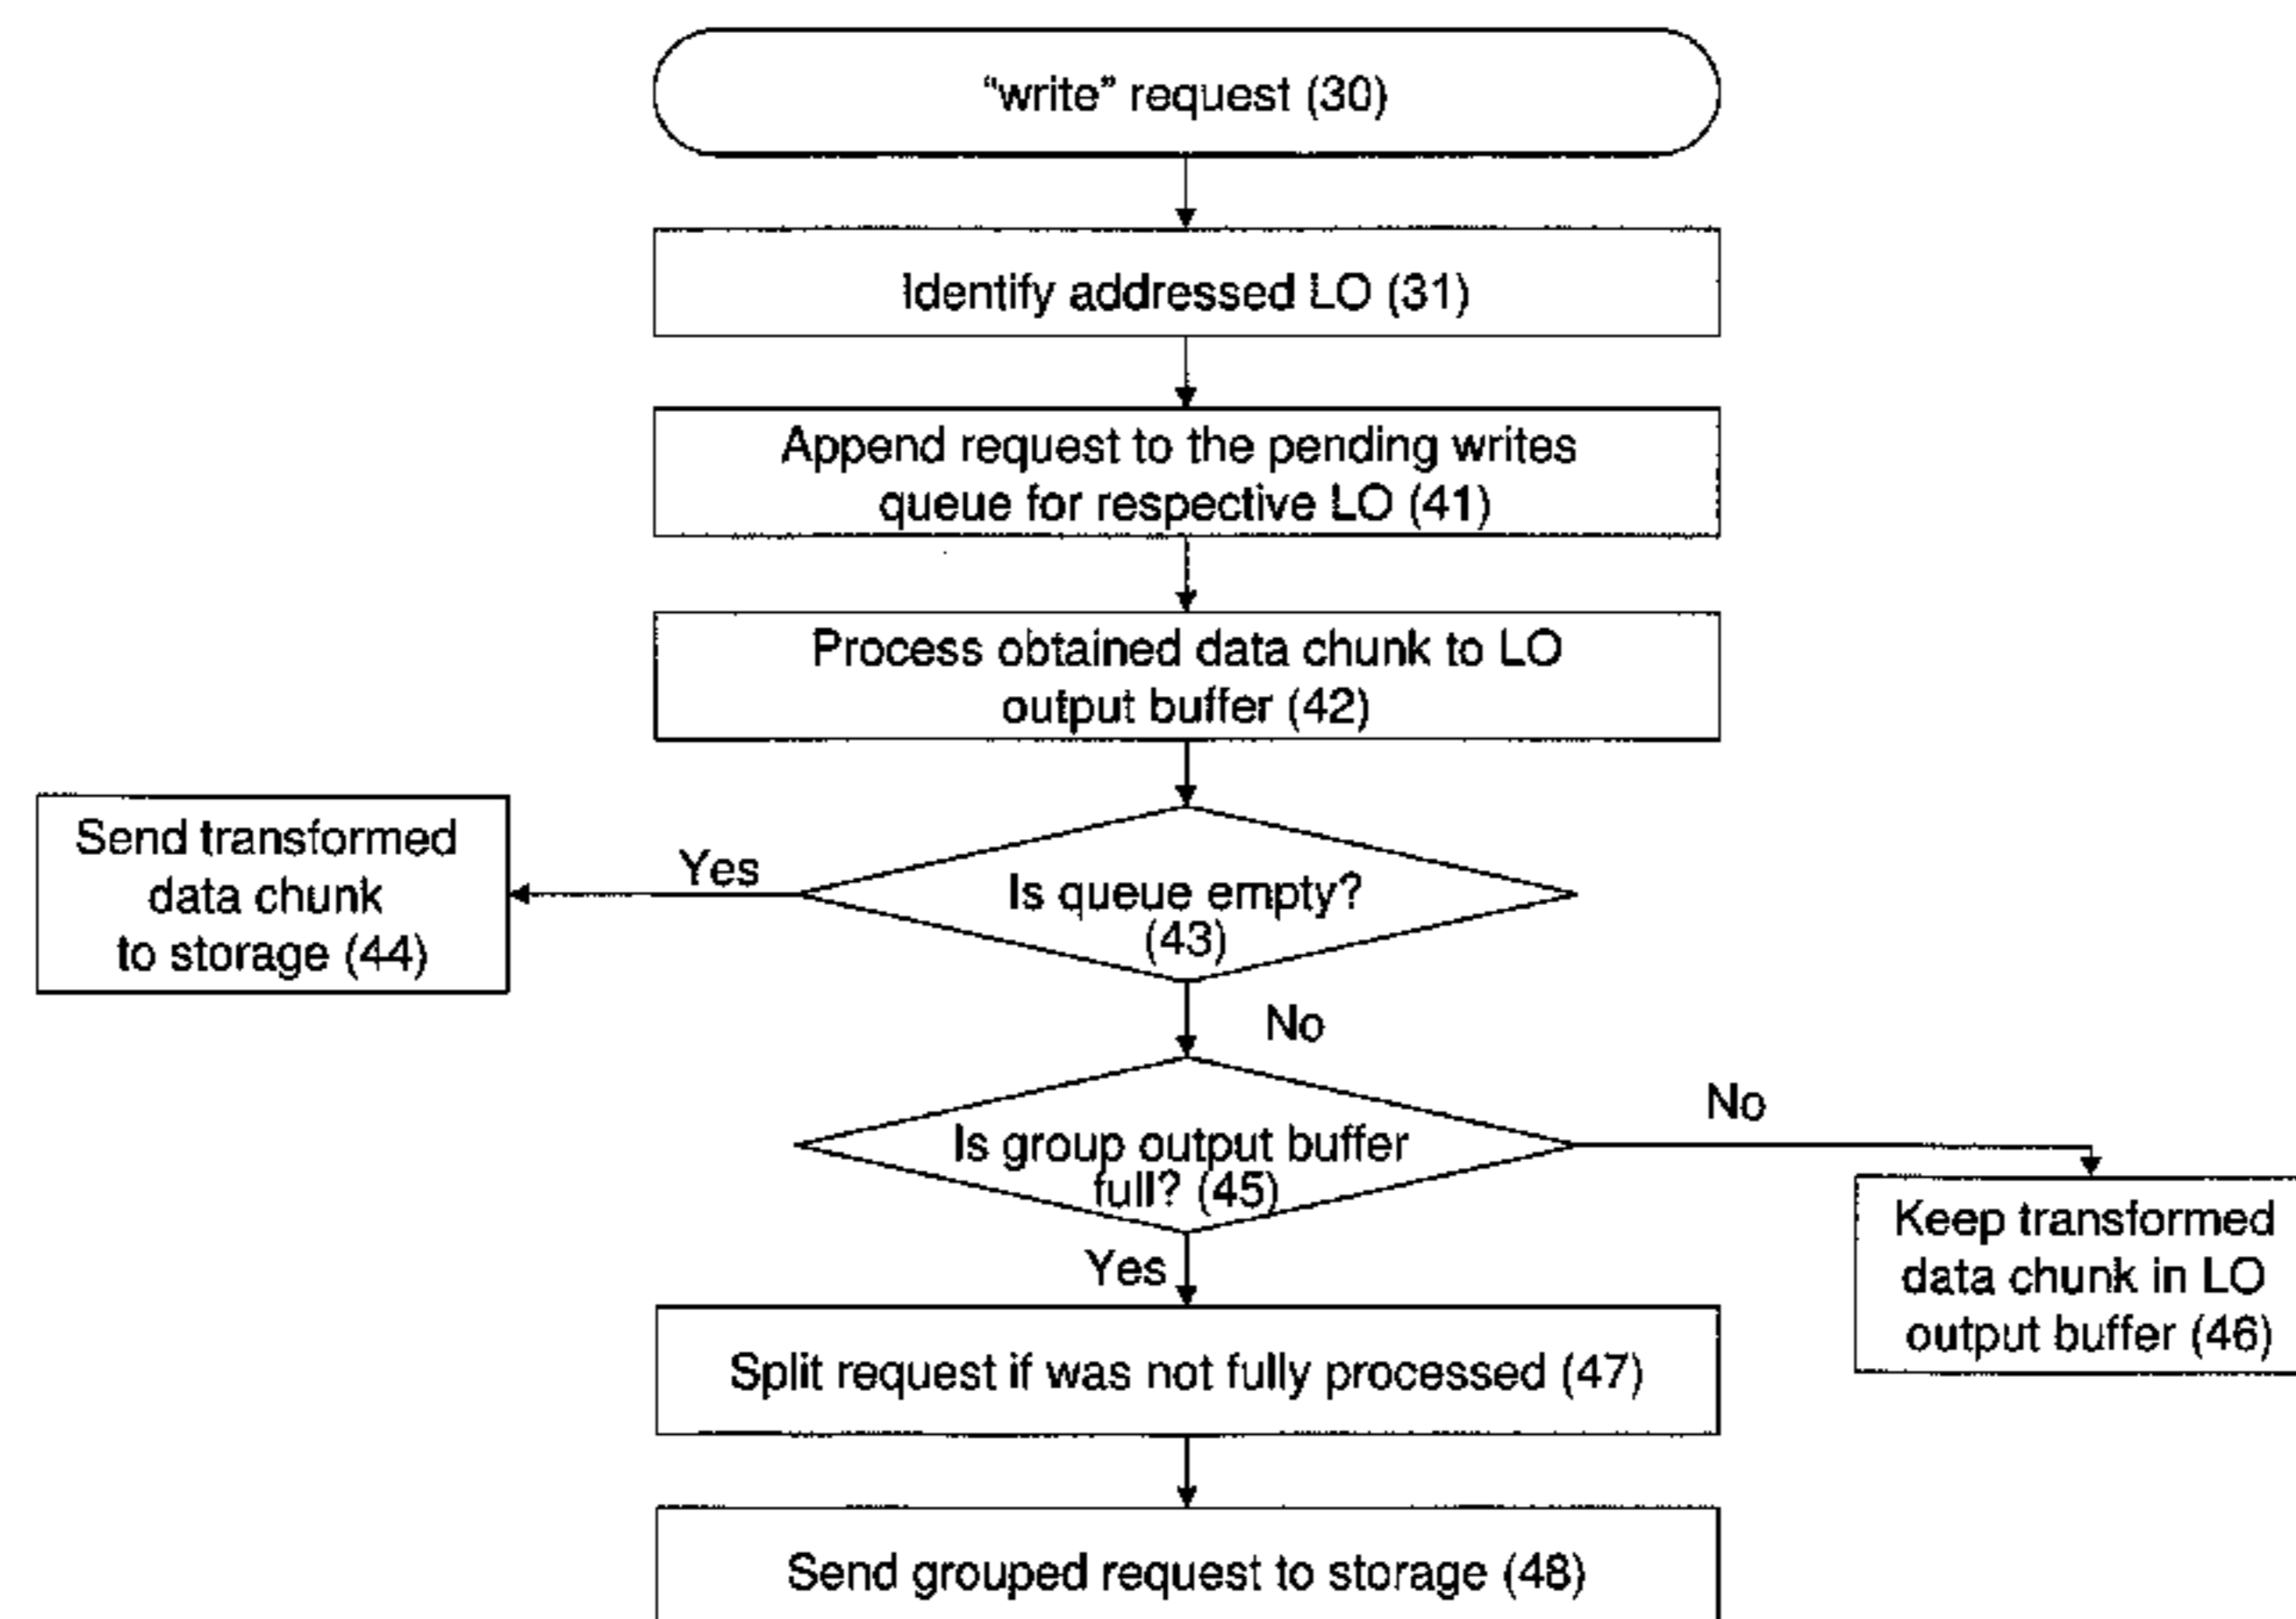 “write” request (30)
Identify addressed LO (31)
Append request to the pending writes
queue for respective LO (41)
Process obtained data chunk to LO
output buffer (42)
Send transformed
data chunk
to storage (44)
Yes
Is queue empty?
(43)
No
Is group output buffer
full? (45)
No
Keep transformed
data chunk in LO
output buffer (46)
Yes
Split request if was not fully processed (47)
Send grouped request to storage (48)